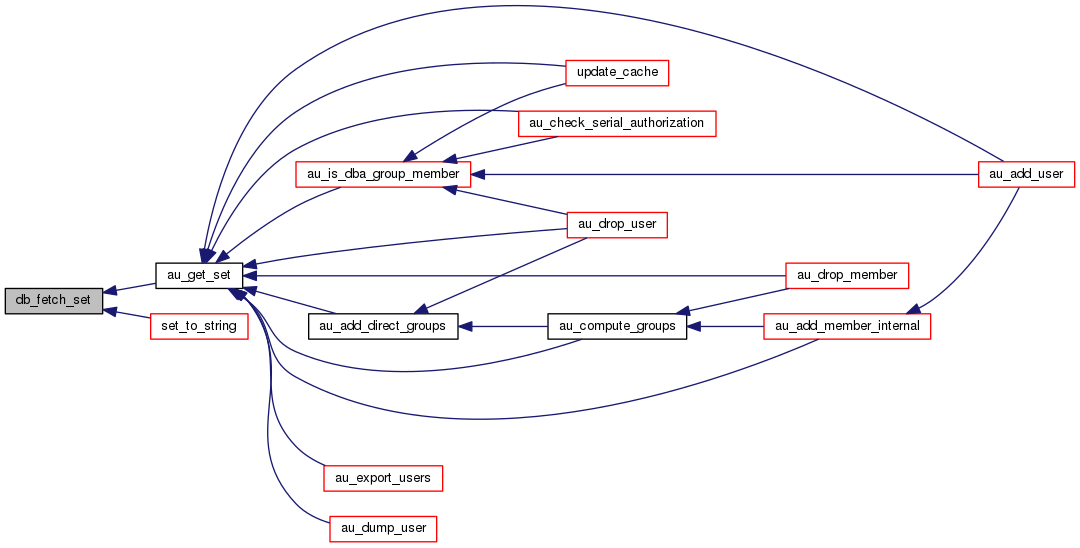 update_cache
au_check_serial_authorization
au_is_dba_group_member
au_add_user
au_drop_user
au_get_set
au_drop_member
db_fetch_set
set_to_string
au_add_direct_groups
au_compute_groups
au_add_member_internal
au_export_users
au_dump_user